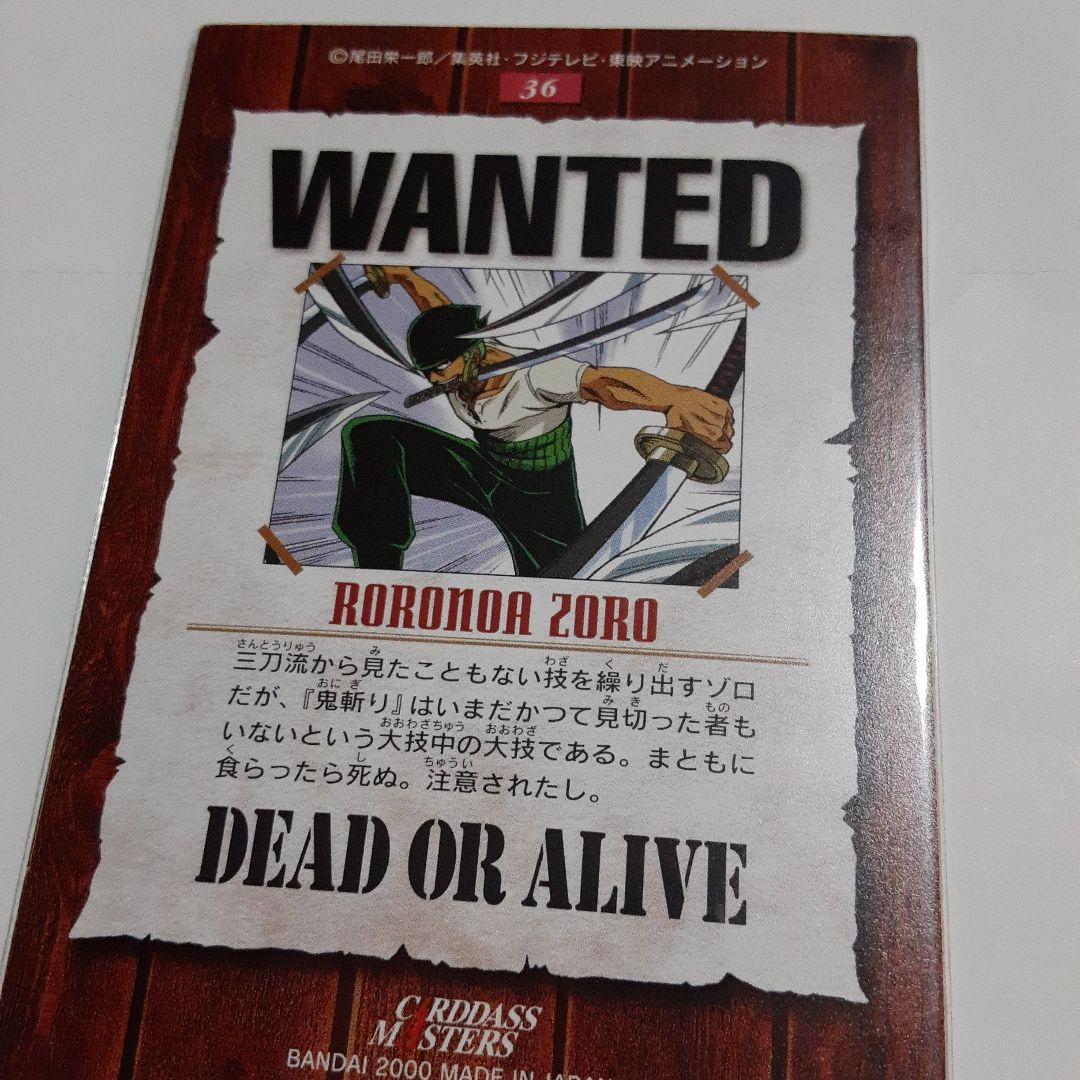 ©尾田栄一郎／集英社・フジテレビ・東映アニメーション
36
WANTED
RORONOA ZORO
三刀流から見たこともない技を繰り出すゾロ
だが、『鬼斬り』はいまだかつて見切った者も
いないという大技中の大技である。まともに
食らったら死ぬ。注意されたし。
DEAD OR ALIVE
CARDDASS
MASTERS
BANDAI 2000 MADE IN JAPAN